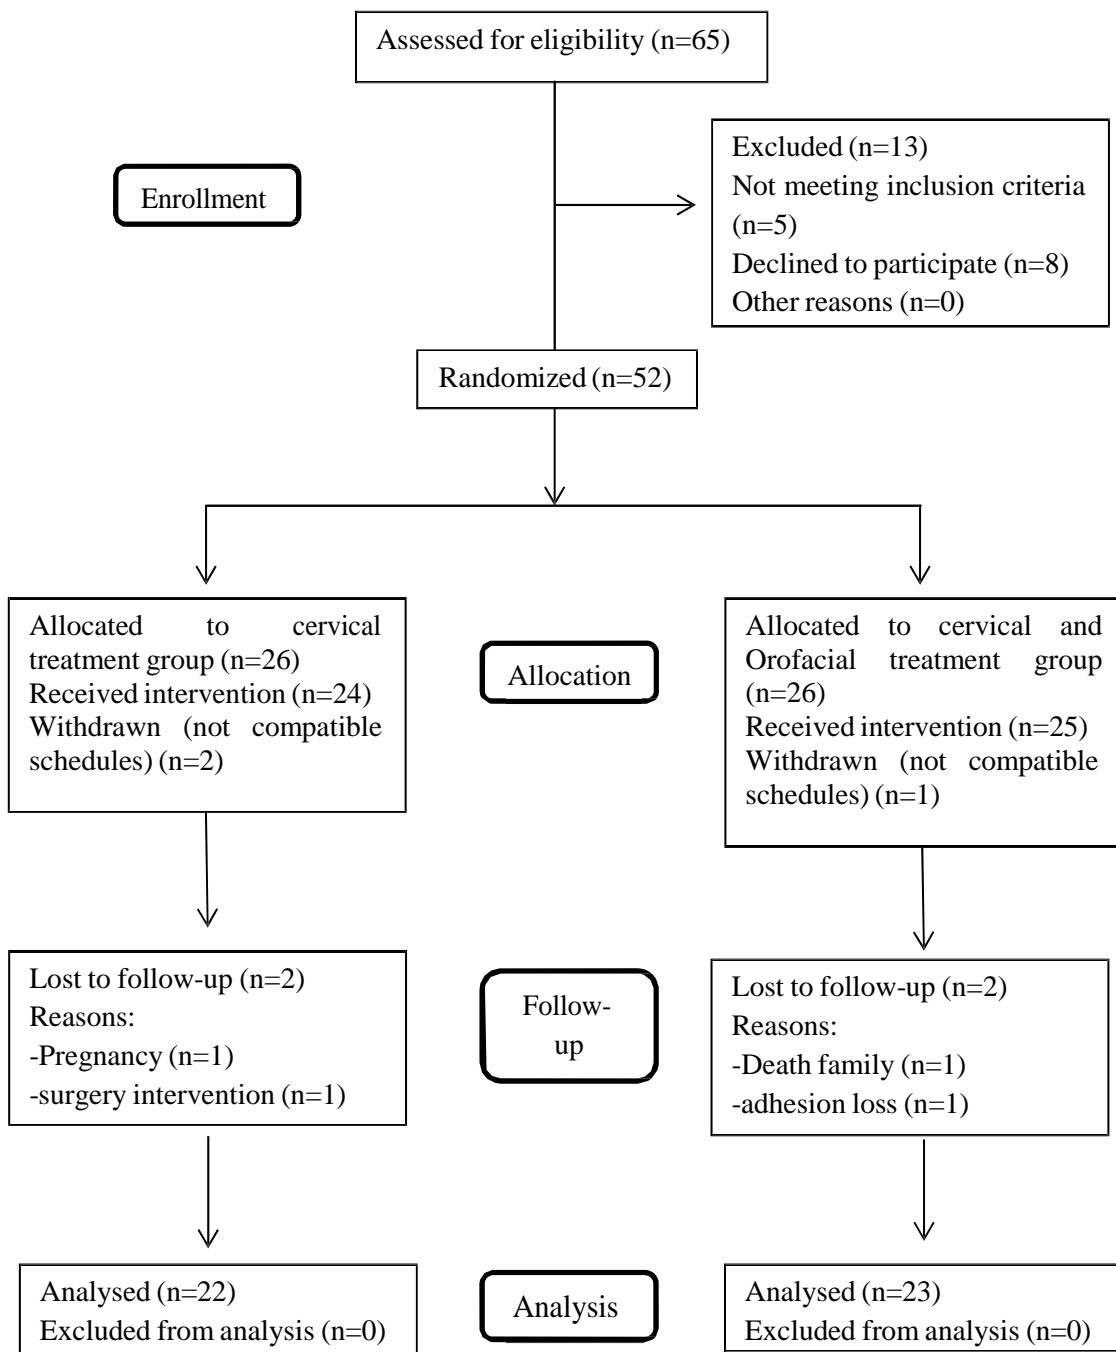 Assessed for eligibility (n=65)
Enrollment
Excluded (n=13)
Not meeting inclusion criteria
(n=5)
Declined to participate (n=8)
Other reasons (n=0)
Randomized (n=52)
Allocated to cervical
treatment group (n=26)
Received intervention (n=24)
Withdrawn (not compatible
schedules) (n=2)
Allocation
Allocated to cervical and
Orofacial treatment group
(n=26)
Received intervention (n=25)
Withdrawn (not compatible
schedules) (n=1)
Lost to follow-up (n=2)
Reasons:
-Pregnancy (n=1)
-surgery intervention (n=1)
Follow-
up
Lost to follow-up (n=2)
Reasons:
-Death family (n=1)
-adhesion loss (n=1)
Analysed (n=22)
Excluded from analysis (n=0)
Analysis
Analysed (n=23)
Excluded from analysis (n=0)